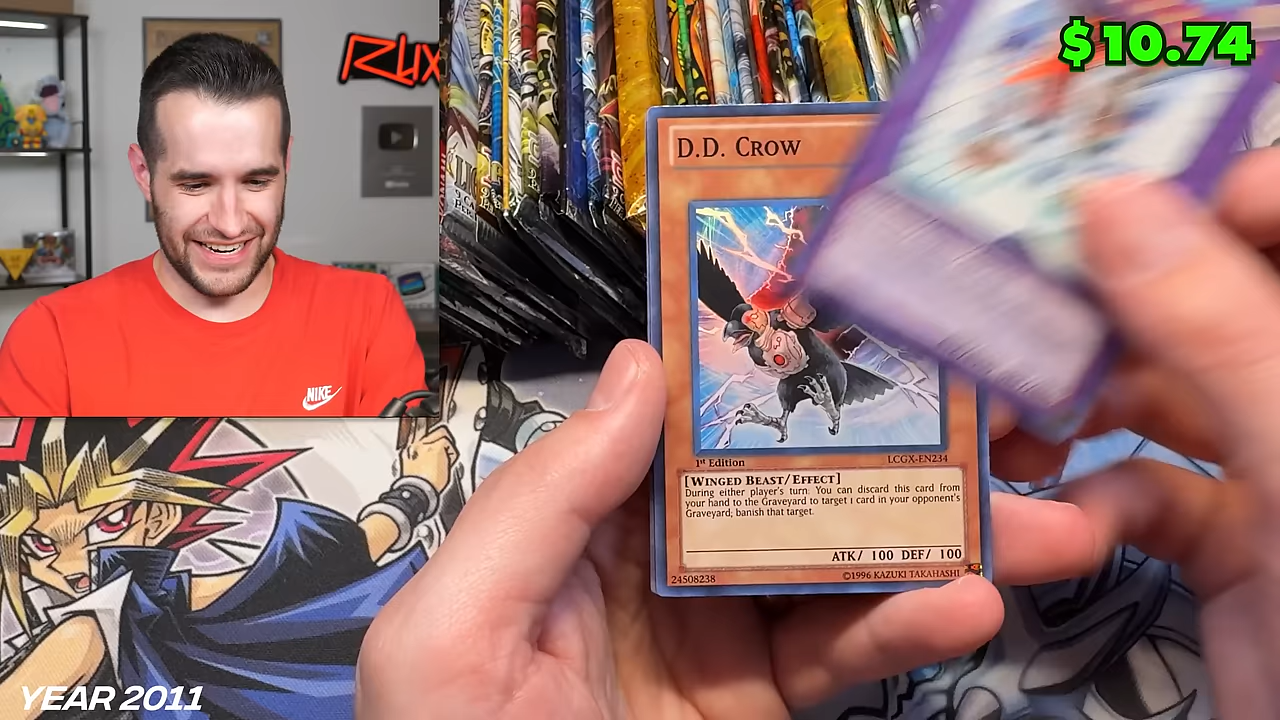 $10.74
RUX
D.D. CROW
1ST Edition
LCGX-EN234
[WINGED BEAST/EFFECT]
During either player's turn: You can discard this card from
your hand to the Graveyard to target 1 card in your opponent's
Graveyard; banish that target.
ATK/ 100 DEF/ 100
24508238
©1996 KAZUKI TAKAHASHI
NIKE
YEAR 2011